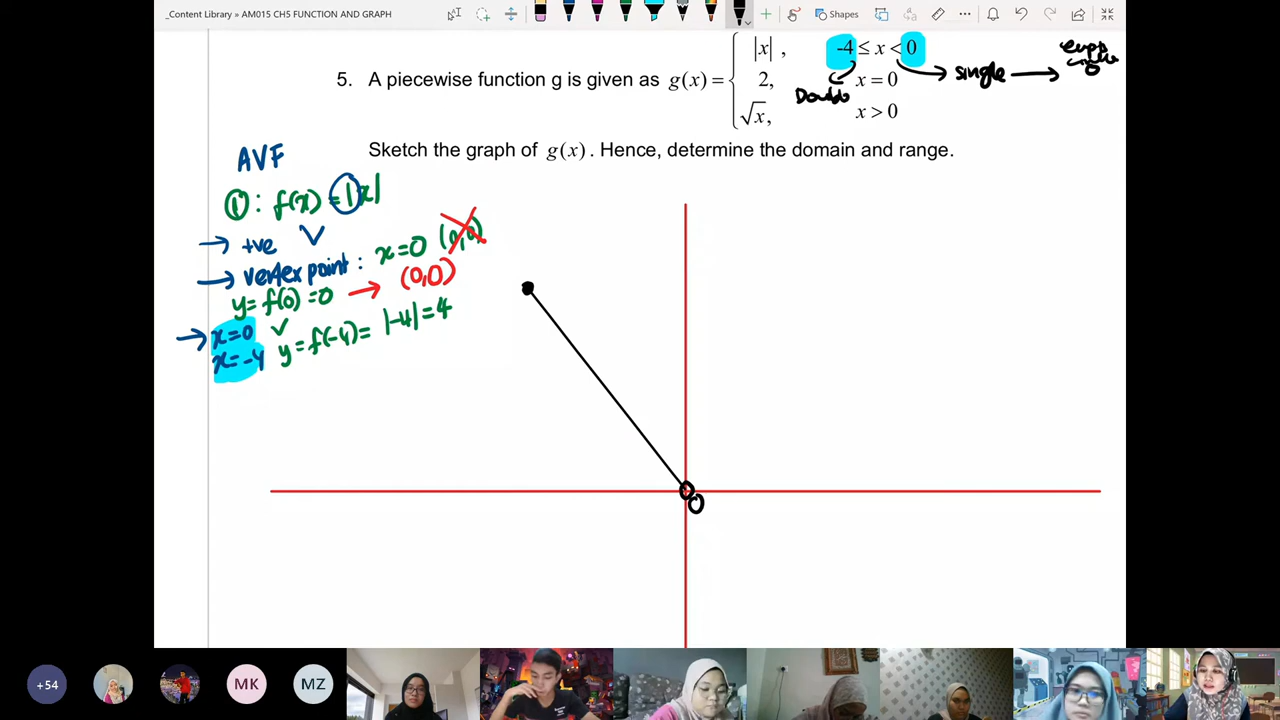 _Content Library » AM015 CH5 FUNCTION AND GRAPH
Shapes
5. A piecewise function g is given as g(x) = { |x| , -4 ≤ x < 0
2, x = 0
√x, x > 0
single
Sketch the graph of g(x). Hence, determine the domain and range.
AVF
①: f(x) = |x|
→ +ve V
→ vertex point : x=0 (0,0)
y = f(0) = 0 → (0,0)
→ x=0 ✓
x=-4 y = f(-4) = |-4| = 4
0
+54
MK
MZ